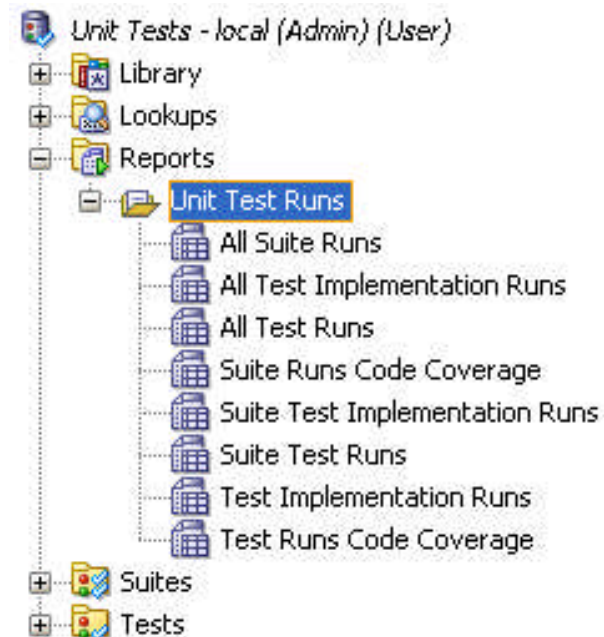 Unit Tests - local (Admin) (User)
Library
Lookups
Reports
Unit Test Runs
All Suite Runs
All Test Implementation Runs
All Test Runs
Suite Runs Code Coverage
Suite Test Implementation Runs
Suite Test Runs
Test Implementation Runs
Test Runs Code Coverage
Suites
Tests